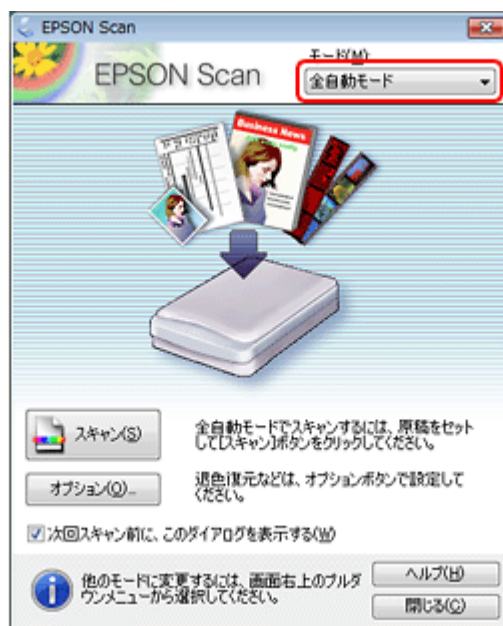 EPSON Scan
モード(M)
EPSON Scan
全自動モード
Business News
スキャン(S)
全自動モードでスキャンするには、原稿をセット
して[スキャン]ボタンをクリックしてください。
オプション(O)...
退色復元などは、オプションボタンで設定して
ください。
次回スキャン前に、このダイアログを表示する(W)
他のモードに変更するには、画面右上のプルダ
ウンメニューから選択してください。
ヘルプ(H)
閉じる(C)